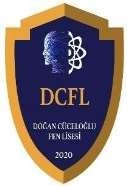 DCFL
DOĞAN CÜCELOĞLU
FEN LİSESİ
2020